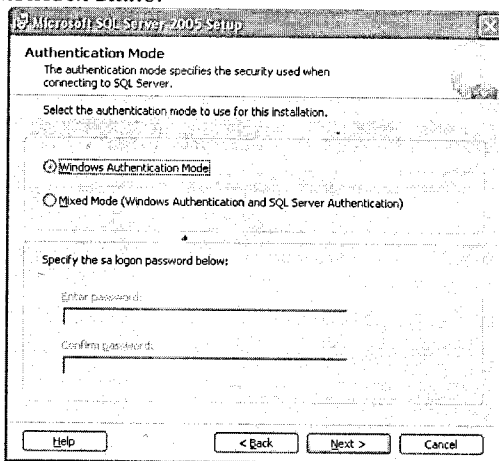 Microsoft SQL Server 2005 Setup
Authentication Mode
The authentication mode specifies the security used when
connecting to SQL Server.
Select the authentication mode to use for this installation.
Windows Authentication Mode
Mixed Mode (Windows Authentication and SQL Server Authentication)
Specify the sa logon password below:
Enter password:
Confirm password:
Help
< Back
Next >
Cancel